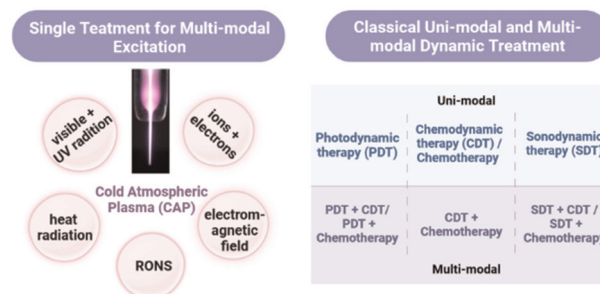 Single Teatment for Multi-modal
Excitation
visible +
UV radition
ions +
electrons
Cold Atmospheric
Plasma (CAP)
heat
radiation
electrom-
agnetic
field
RONS
Classical Uni-modal and Multi-
modal Dynamic Treatment
Uni-modal
Photodynamic
therapy (PDT)
Chemodynamic
therapy (CDT) /
Chemotherapy
Sonodynamic
therapy (SDT)
PDT + CDT/
PDT +
Chemotherapy
CDT +
Chemotherapy
SDT + CDT /
SDT +
Chemotherapy
Multi-modal